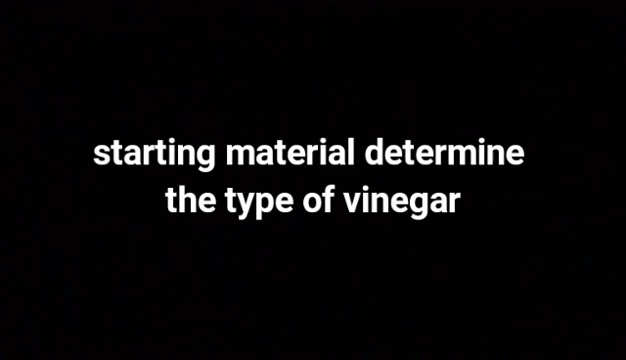 starting material determine
the type of vinegar